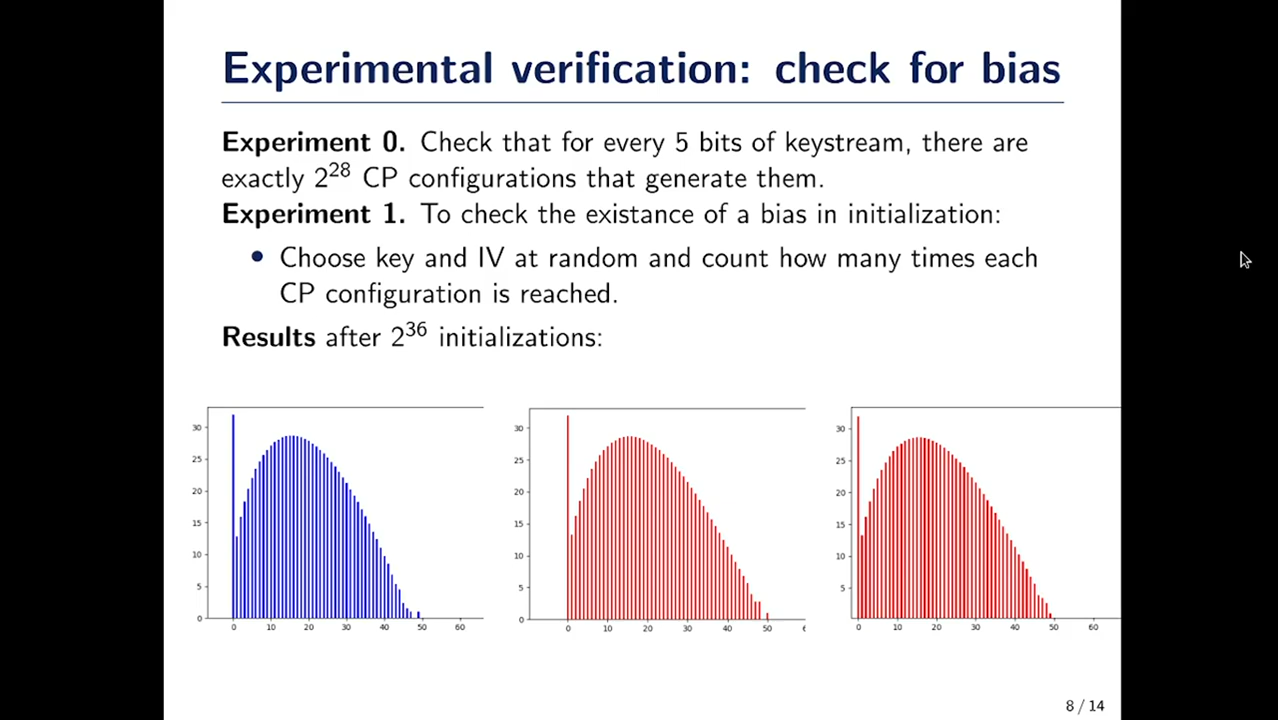 Experimental verification: check for bias
Experiment 0. Check that for every 5 bits of keystream, there are
exactly 2^28 CP configurations that generate them.
Experiment 1. To check the existance of a bias in initialization:
• Choose key and IV at random and count how many times each
CP configuration is reached.
Results after 2^36 initializations:
30
25
20
15
10
5
0
0 10 20 30 40 50 60
30
25
20
15
10
5
0
0 10 20 30 40 50
30
25
20
15
10
5
0 10 20 30 40 50 60
8 / 14